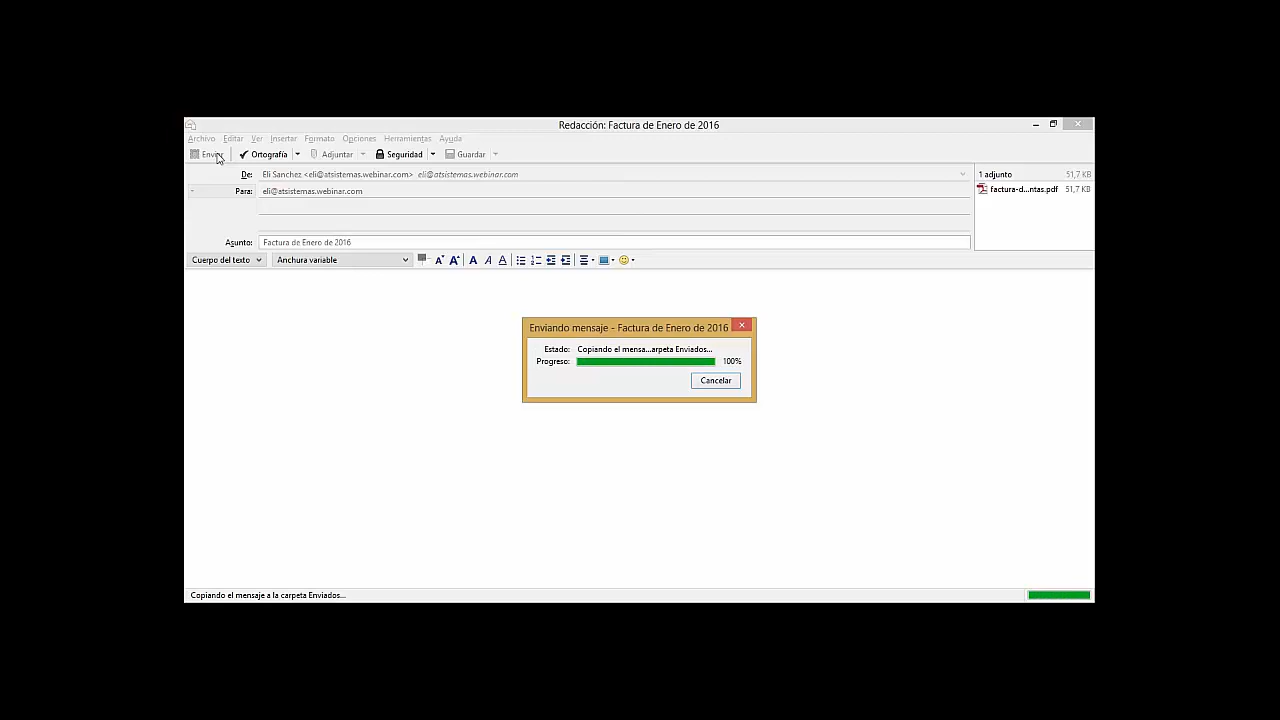 Redacción: Factura de Enero de 2016
Archivo Editar Ver Insertar Formato Opciones Herramientas Ayuda
Ortografía Adjuntar Seguridad Guardar
De: Eli Sanchez <eli@atsistemas.webinar.com> eli@atsistemas.webinar.com
1 adjunto 51,7 KB
Para: eli@atsistemas.webinar.com
factura-d...ntas.pdf 51,7 KB
Asunto: Factura de Enero de 2016
Cuerpo del texto Anchura variable
Enviando mensaje - Factura de Enero de 2016
Estado: Copiando el mensa...arpeta Enviados...
Progreso: 100%
Cancelar
Copiando el mensaje a la carpeta Enviados...